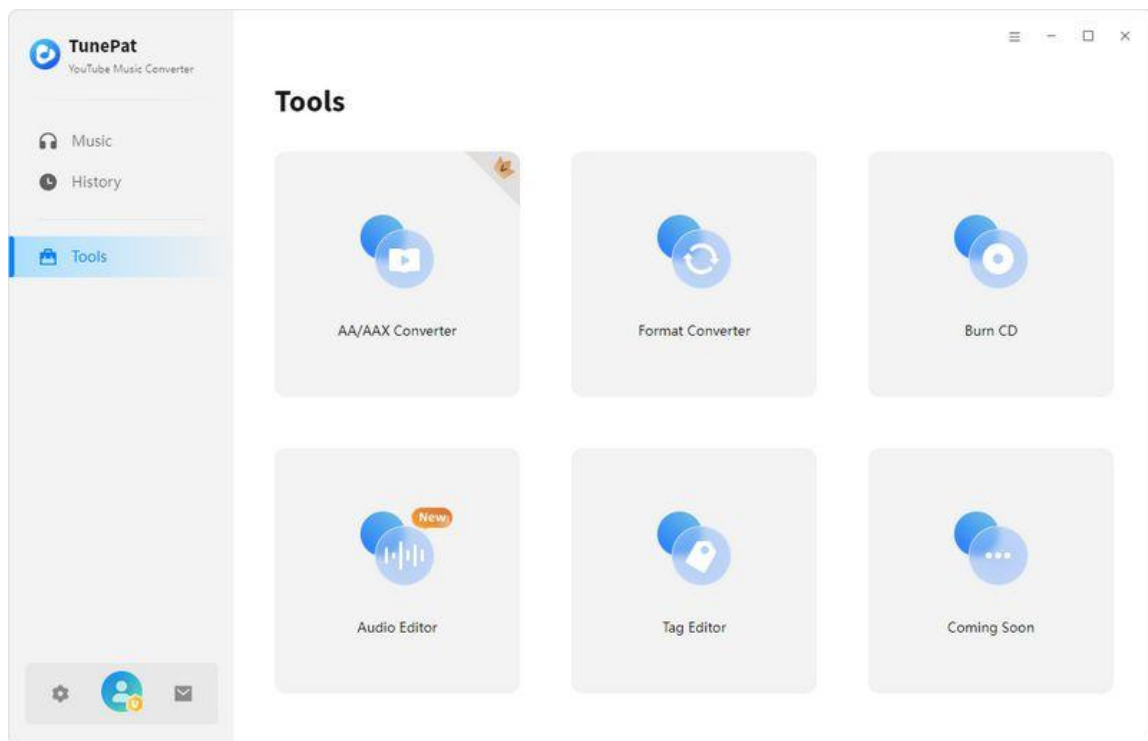 TunePat
YouTube Music Converter
Music
History
Tools
Tools
AA/AAX Converter
Format Converter
Burn CD
New
Audio Editor
Tag Editor
Coming Soon